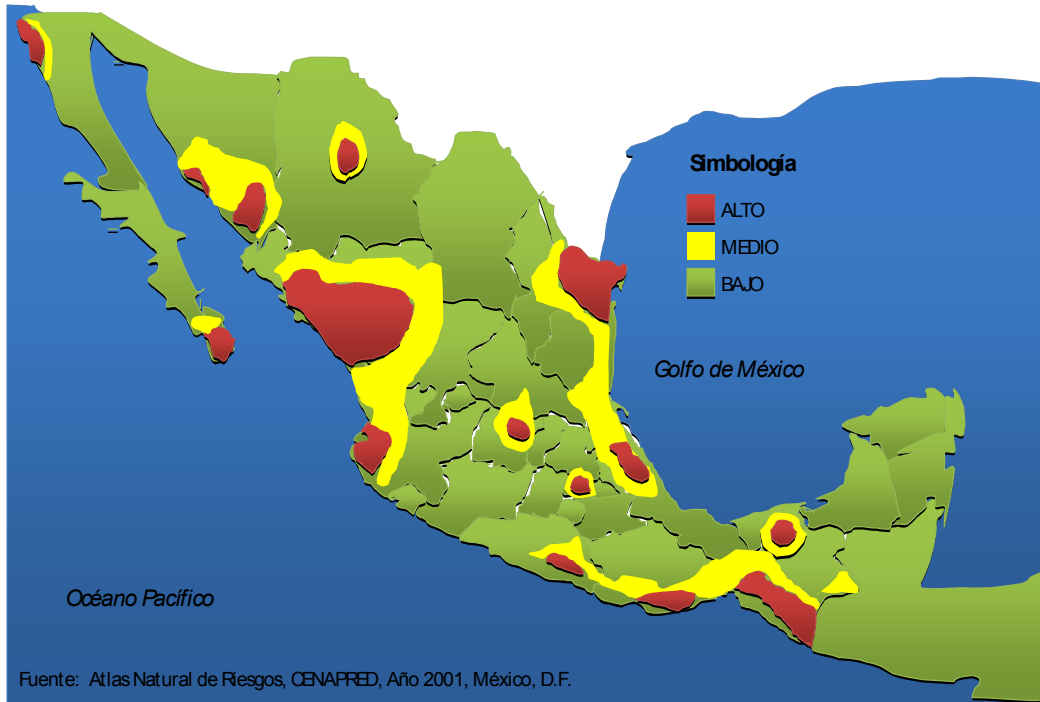 Simbología
ALTO
MEDIO
BAJO
Golfo de México
Océano Pacífico
Fuente: Atlas Natural de Riesgos, CENAPRED, Año 2001, México, D.F.